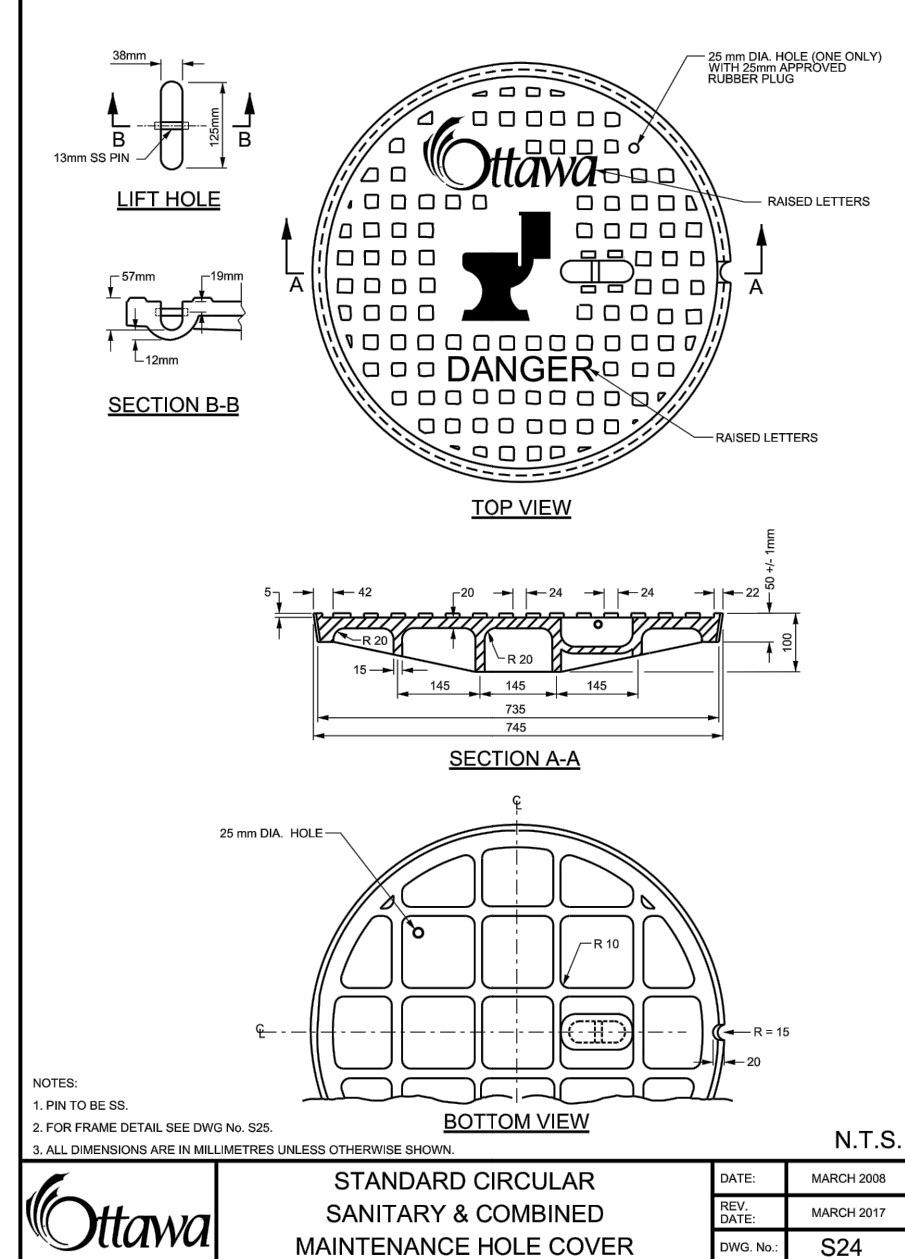 38mm
125mm
B
B
13mm SS PIN
LIFT HOLE
57mm
19mm
12mm
SECTION B-B
25 mm DIA. HOLE (ONE ONLY)
WITH 25mm APPROVED
RUBBER PLUG
Ottawa
RAISED LETTERS
A
A
DANGER
RAISED LETTERS
TOP VIEW
5
42
20
24
24
22
50 +/- 1mm
100
R 20
R 20
15
145
145
145
735
745
SECTION A-A
℄
25 mm DIA. HOLE
R 10
℄
R = 15
20
BOTTOM VIEW
NOTES:
1. PIN TO BE SS.
2. FOR FRAME DETAIL SEE DWG No. S25.
3. ALL DIMENSIONS ARE IN MILLIMETRES UNLESS OTHERWISE SHOWN.
N.T.S.
Ottawa
STANDARD CIRCULAR
SANITARY & COMBINED
MAINTENANCE HOLE COVER
DATE: MARCH 2008
REV.
DATE: MARCH 2017
DWG. No.: S24